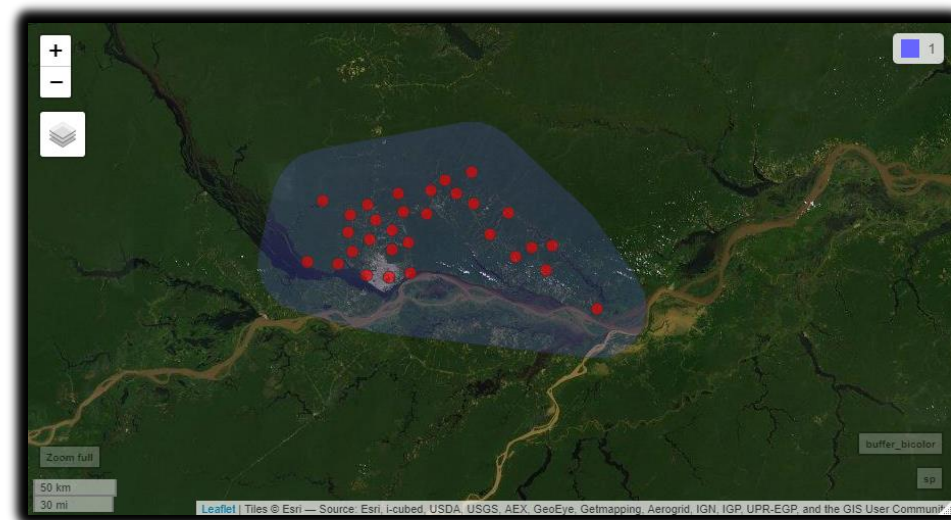 +
−
1
Zoom full
buffer_bicolor
sp
50 km
30 mi
Leaflet | Tiles © Esri — Source: Esri, i-cubed, USDA, USGS, AEX, GeoEye, Getmapping, Aerogrid, IGN, IGP, UPR-EGP, and the GIS User Communit